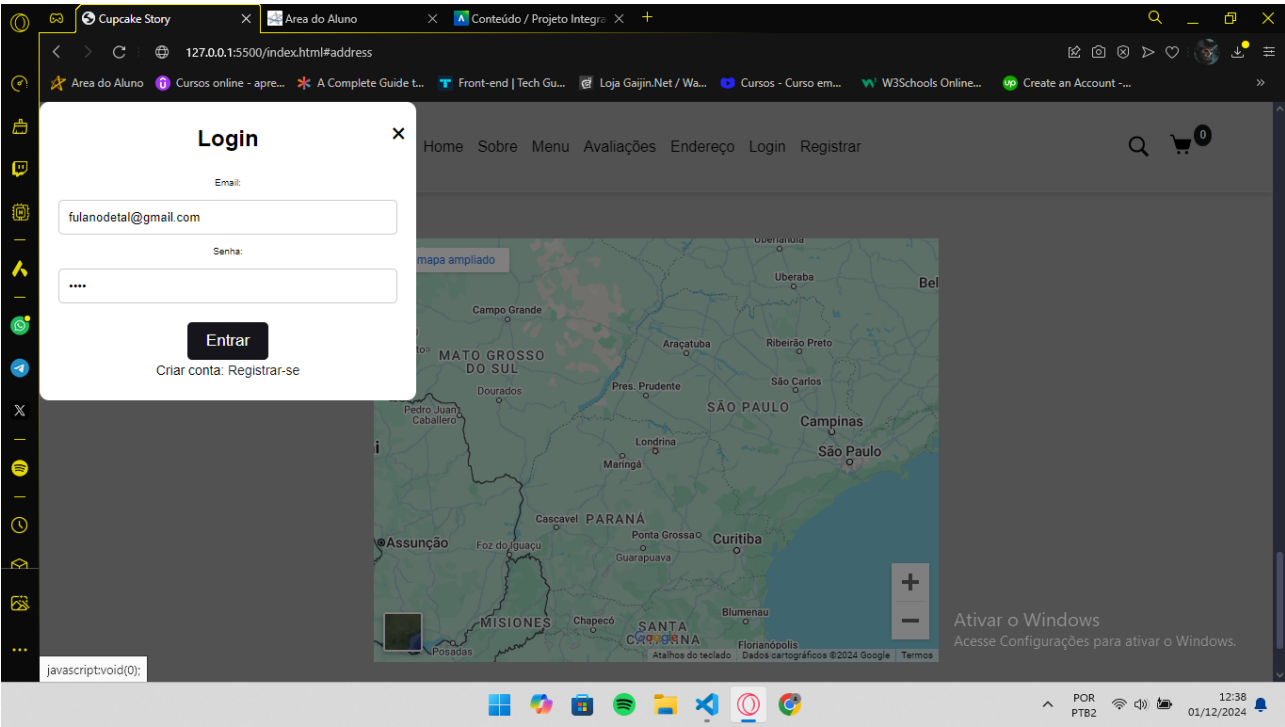 Cupcake Story
Area do Aluno
Conteúdo / Projeto Integra
127.0.0.1:5500/index.html#address
Area do Aluno
Cursos online - apre...
A Complete Guide t...
Front-end | Tech Gu...
Loja Gaijin.Net / Wa...
Cursos - Curso em...
W3Schools Online...
Create an Account -...
Login
Email:
fulanodetal@gmail.com
Senha:
••••
Entrar
Criar conta: Registrar-se
Home Sobre Menu Avaliações Endereço Login Registrar
0
mapa ampliado
Uberlândia
Uberaba
Bel
Campo Grande
Araçatuba
Ribeirão Preto
MATO GROSSO
DO SUL
Dourados
Pres. Prudente
São Carlos
Pedro Juan
Caballero
SÃO PAULO
Campinas
Londrina
São Paulo
Maringá
Cascavel
PARANÁ
Ponta Grossa
Curitiba
Assunção
Foz do Iguaçu
Guarapuava
MISIONES
Chapecó
SANTA
CATARINA
Blumenau
Google
Florianópolis
Posadas
Atalhos do teclado
Dados cartográficos ©2024 Google
Termos
Ativar o Windows
Acesse Configurações para ativar o Windows.
javascript:void(0);
POR
PTB2
12:38
01/12/2024